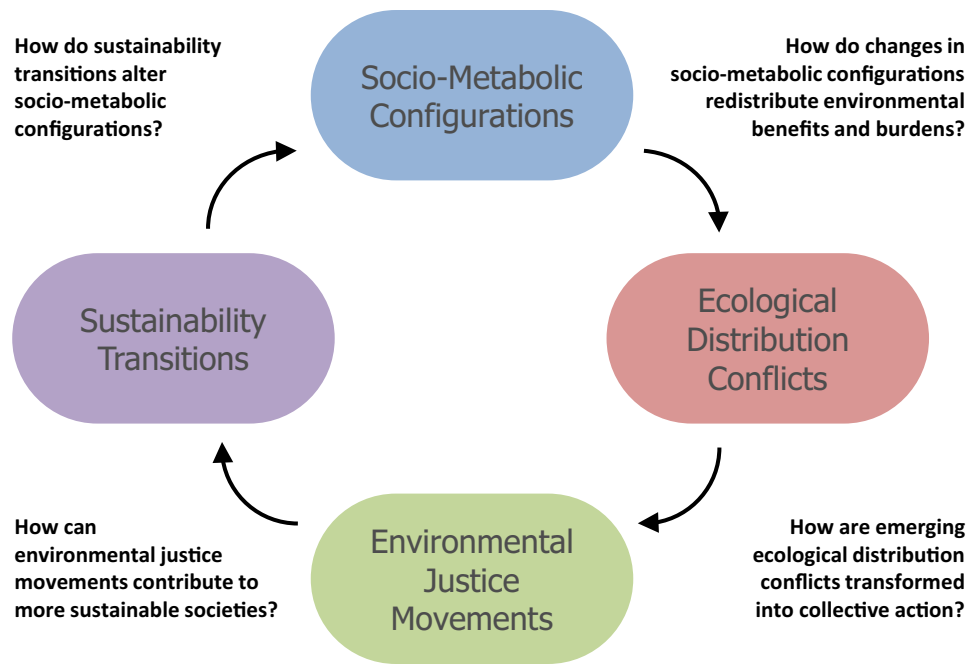 How do sustainability
transitions alter
socio-metabolic
configurations?
Socio-Metabolic
Configurations
How do changes in
socio-metabolic configurations
redistribute environmental
benefits and burdens?
Sustainability
Transitions
Ecological
Distribution
Conflicts
How can
environmental justice
movements contribute to
more sustainable societies?
Environmental
Justice
Movements
How are emerging
ecological distribution
conflicts transformed
into collective action?